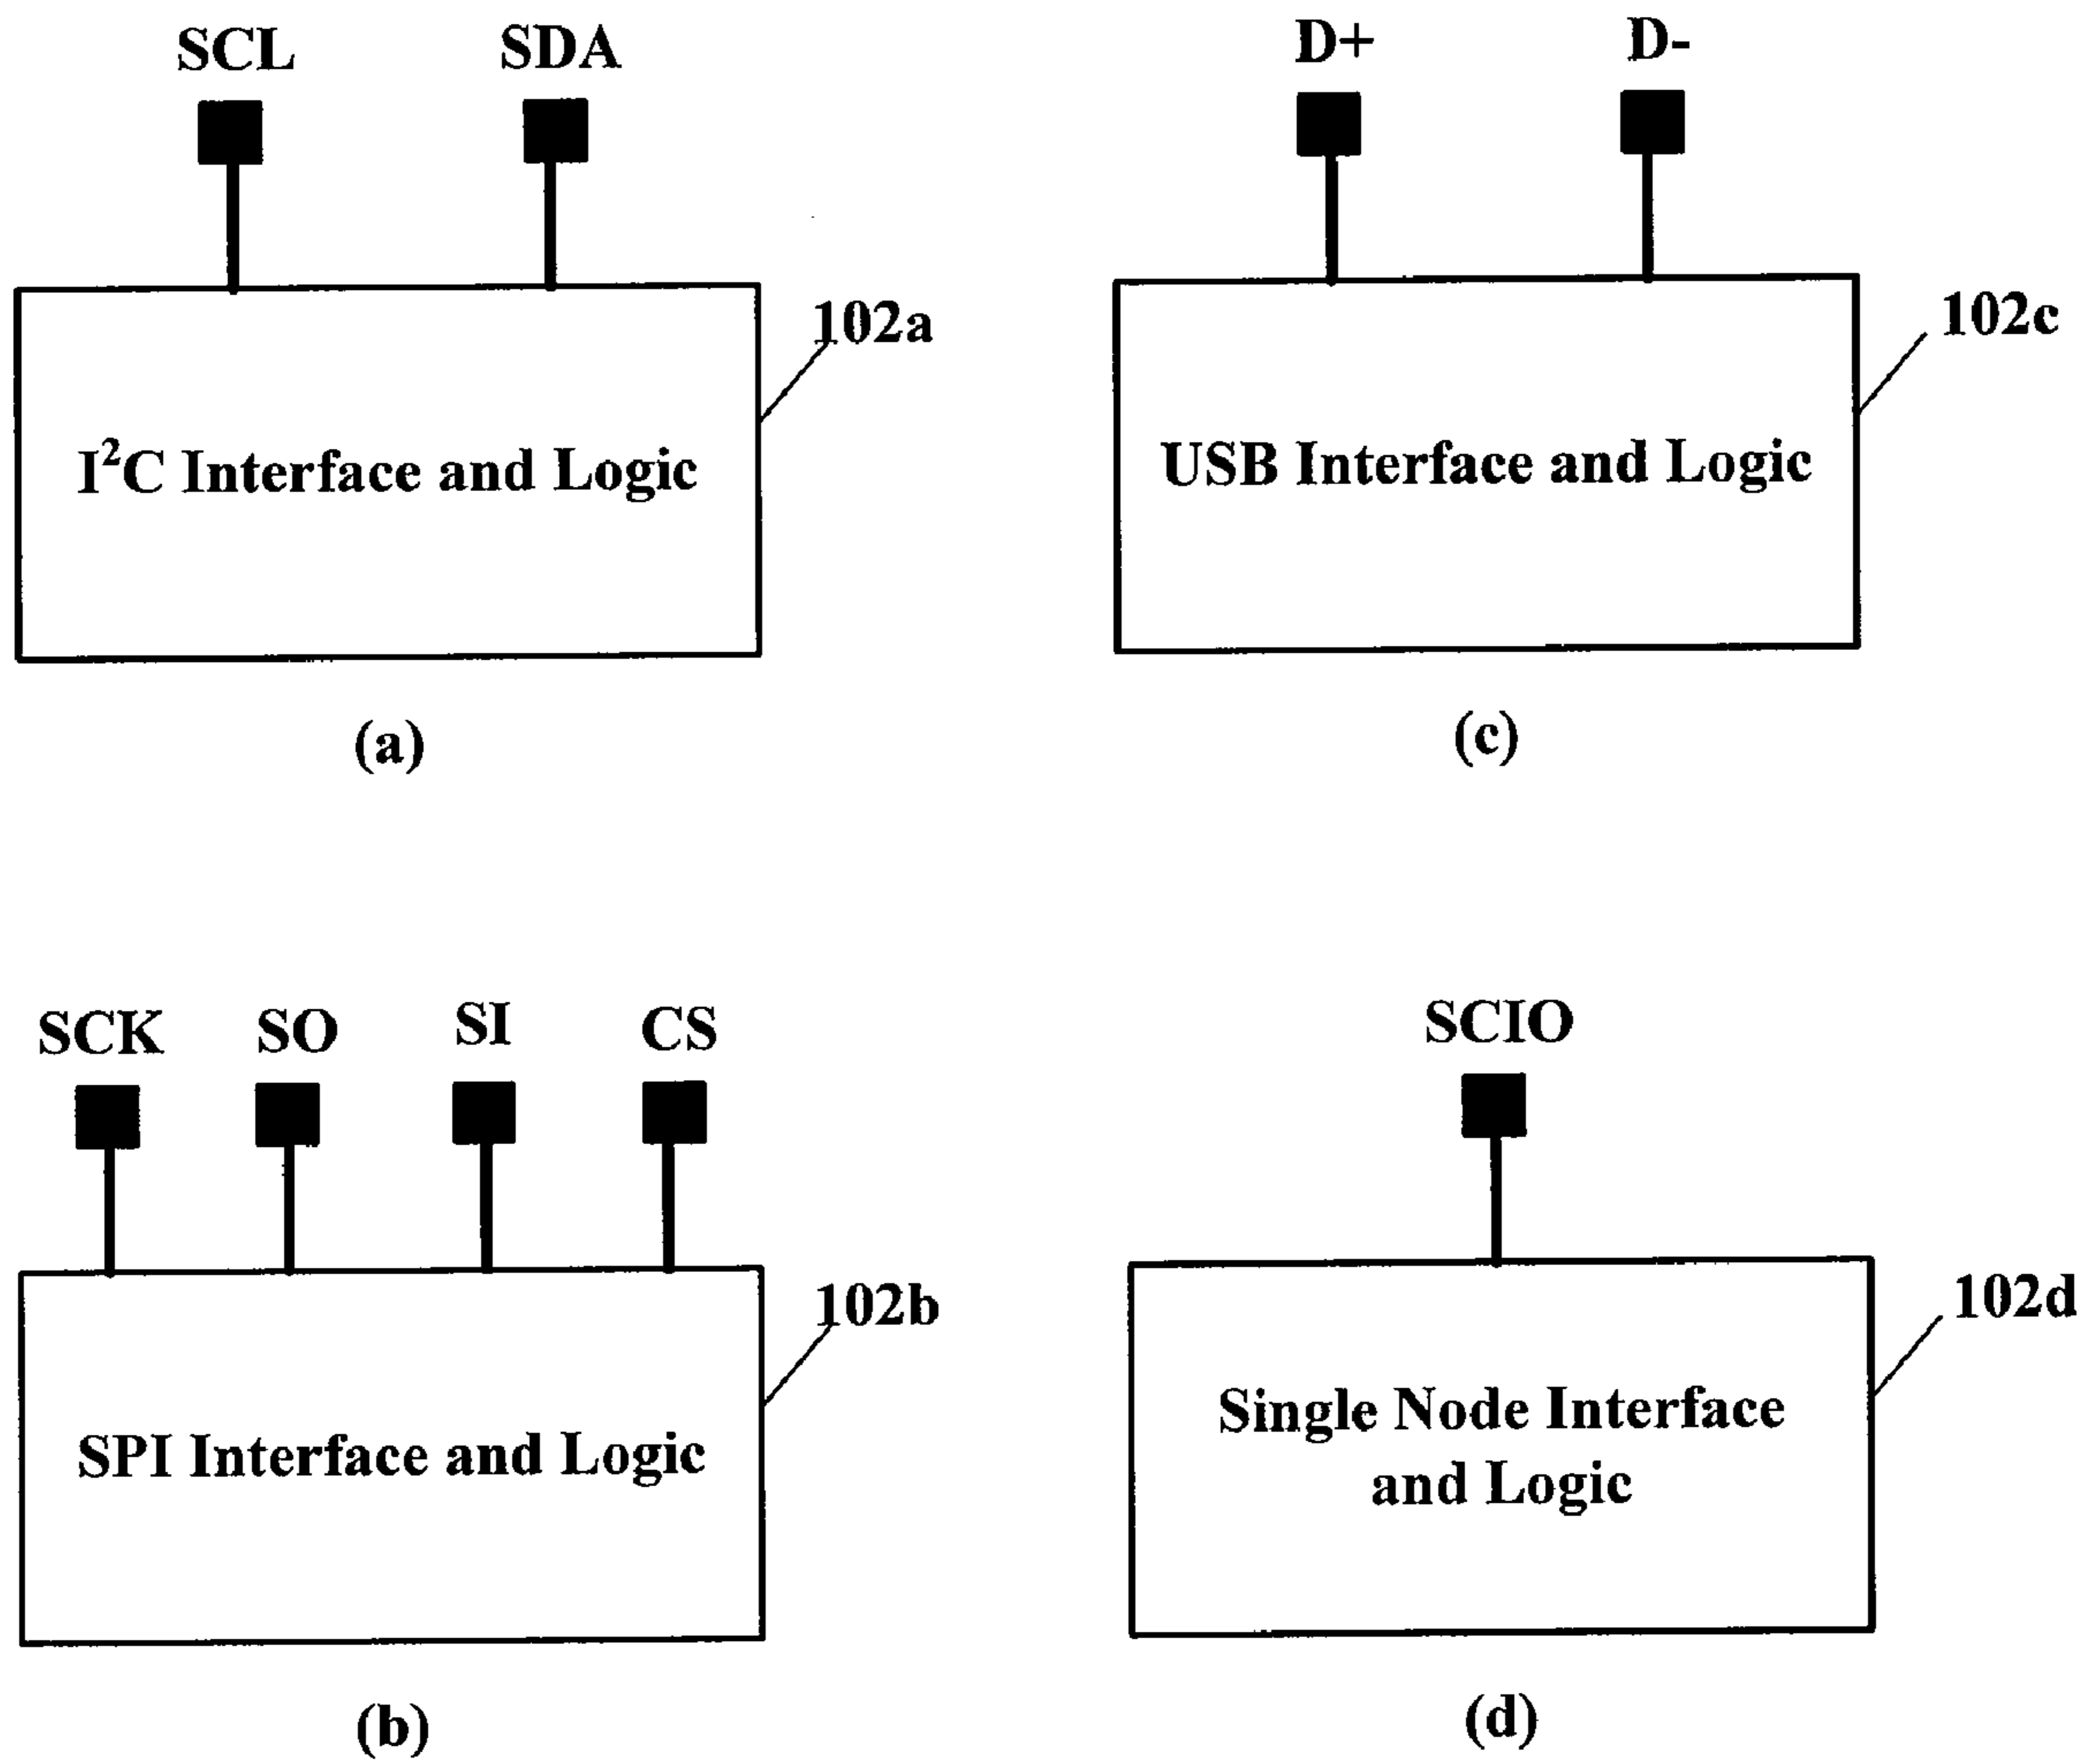 SCL SDA
102a
I²C Interface and Logic
(a)
D+ D-
102c
USB Interface and Logic
(c)
SCK SO SI CS
102b
SPI Interface and Logic
(b)
SCIO
102d
Single Node Interface
and Logic
(d)